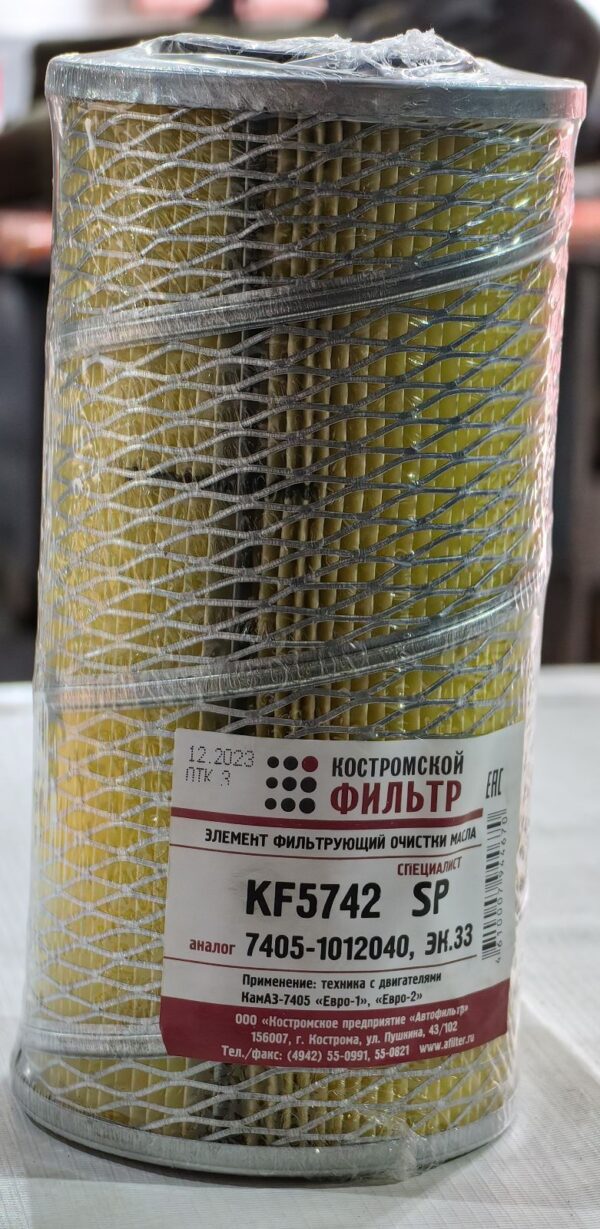 12.2023
ПТК 3
КОСТРОМСКОЙ
ФИЛЬТР
ЕАС
ЭЛЕМЕНТ ФИЛЬТРУЮЩИЙ ОЧИСТКИ МАСЛА
СПЕЦИАЛИСТ
KF5742 SP
аналог 7405-1012040, ЭК.33
Применение: техника с двигателями
КамАЗ-7405 «Евро-1», «Евро-2»
ООО «Костромское предприятие «Автофильтр»
156007, г. Кострома, ул. Пушкина, 43/102
Тел./факс: (4942) 55-0991, 55-0821 www.afilter.ru